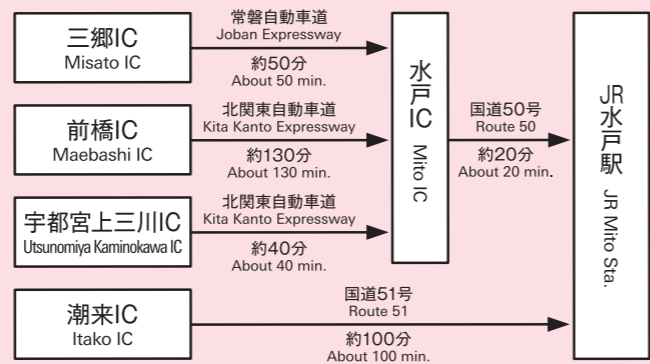 三郷IC
Misato IC
常磐自動車道
Joban Expressway
約50分
About 50 min.
前橋IC
Maebashi IC
北関東自動車道
Kita Kanto Expressway
約130分
About 130 min.
宇都宮上三川IC
Utsunomiya Kaminokawa IC
北関東自動車道
Kita Kanto Expressway
約40分
About 40 min.
水戸IC Mito IC
国道50号
Route 50
約20分
About 20 min.
潮来IC
Itako IC
国道51号
Route 51
約100分
About 100 min.
JR水戸駅 JR Mito Sta.